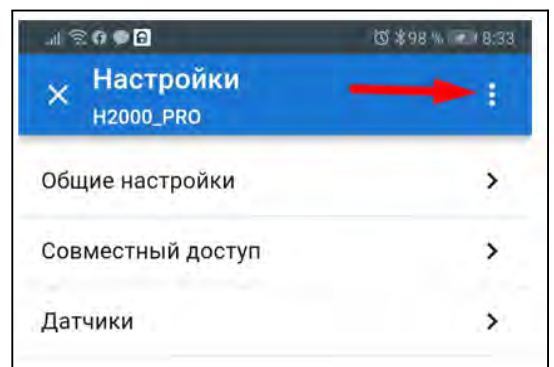 98 % 8:33
Настройки
H2000_PRO
Общие настройки
Совместный доступ
Датчики